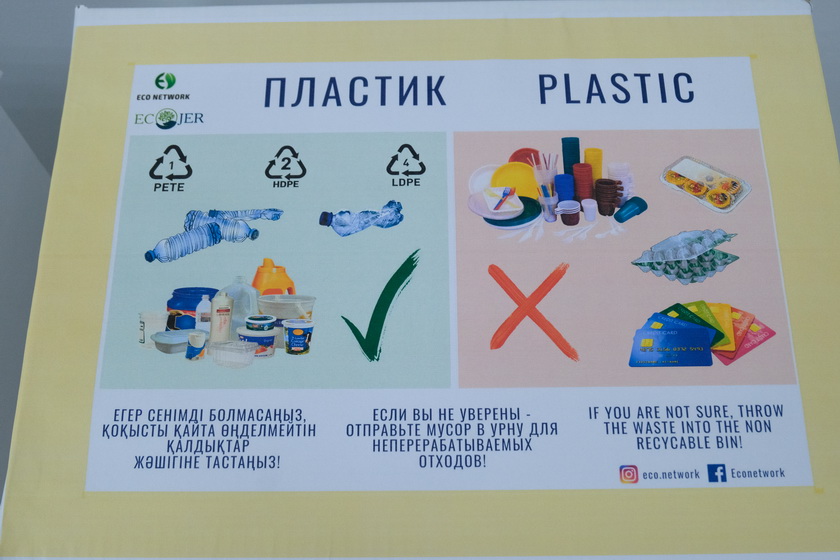 ECO NETWORK
ПЛАСТИК
PLASTIC
ECOJER
1
PETE
2
HDPE
4
LDPE
ЕГЕР СЕНІМДІ БОЛМАСАҢЫЗ,
ҚОҚЫСТЫ ҚАЙТА ӨҢДЕЛМЕЙТІН
ҚАЛДЫҚТАР
ЖӘШІГІНЕ ТАСТАҢЫЗ!
ЕСЛИ ВЫ НЕ УВЕРЕНЫ -
ОТПРАВЬТЕ МУСОР В УРНУ ДЛЯ
НЕПЕРЕРАБАТЫВАЕМЫХ
ОТХОДОВ!
IF YOU ARE NOT SURE, THROW
THE WASTE INTO THE NON
RECYCABLE BIN!
eco.network
Econetwork